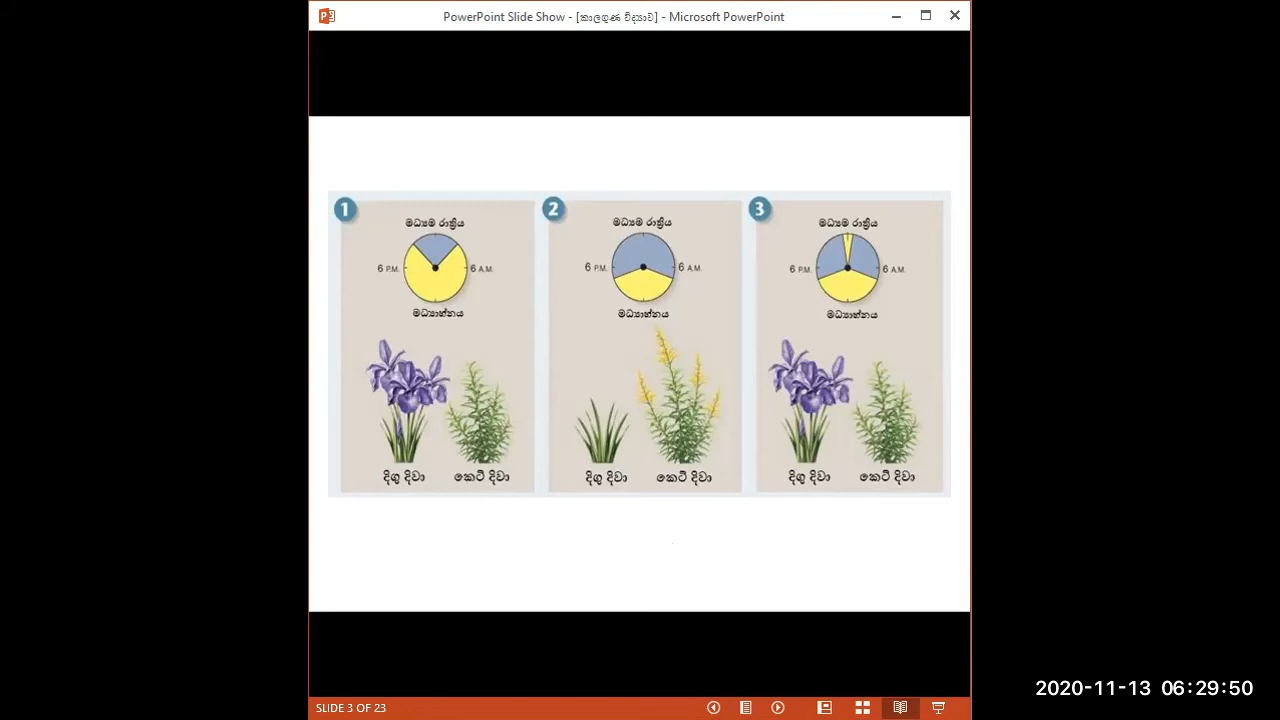 PowerPoint Slide Show - [කාලගුණ විද්‍යාව] - Microsoft PowerPoint
1
මධ්‍යම රාත්‍රිය
6 P.M.
6 A.M.
මධ්‍යාහ්නය
දිගු දිවා
කෙටි දිවා
2
මධ්‍යම රාත්‍රිය
6 P.M.
6 A.M.
මධ්‍යාහ්නය
දිගු දිවා
කෙටි දිවා
3
මධ්‍යම රාත්‍රිය
6 P.M.
6 A.M.
මධ්‍යාහ්නය
දිගු දිවා
කෙටි දිවා
2020-11-13 06:29:50
SLIDE 3 OF 23